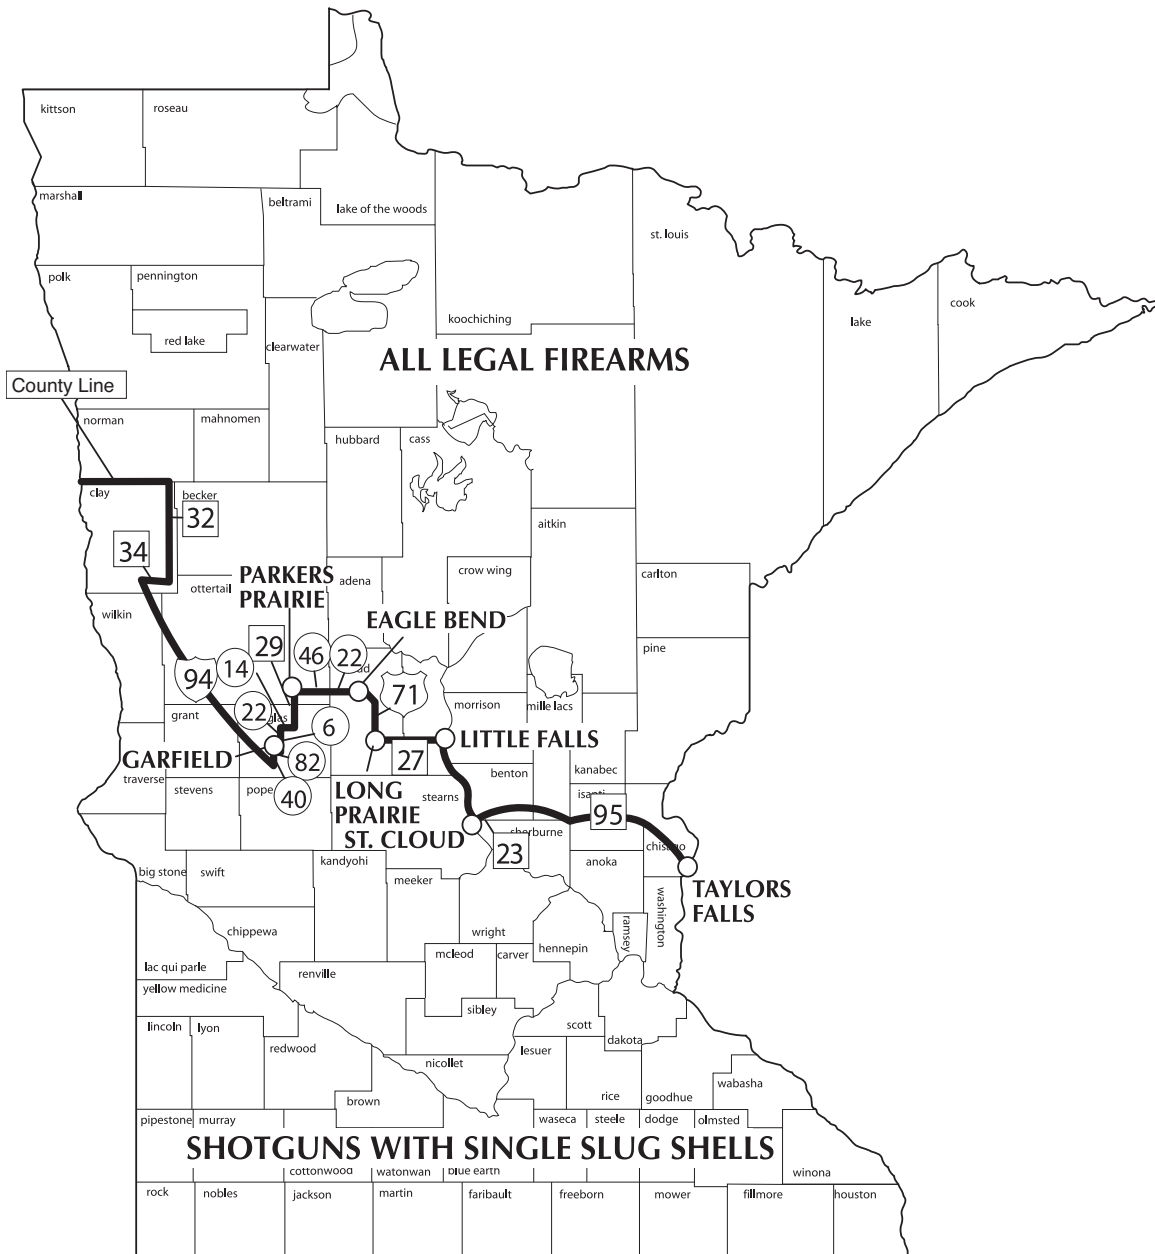 kittson
roseau
marshall
beltrami
lake of the woods
st. louis
polk
pennington
cook
koochiching
lake
red lake
clearwater
ALL LEGAL FIREARMS
County Line
norman
mahnomen
hubbard
cass
clay
becker
32
aitkin
34
PARKERS
PRAIRIE
ottertail
adena
crow wing
carlton
wilkin
EAGLE BEND
29
46
22
ad
pine
14
94
71
grant
22
glas
6
morrison
mille lacs
GARFIELD
82
27
LITTLE FALLS
traverse
stevens
pope
40
LONG
PRAIRIE
stearns
benton
kanabec
isanti
95
ST. CLOUD
sherburne
23
chisago
anoka
TAYLORS
FALLS
big stone
swift
kandyohi
meeker
washington
ramsey
chippewa
wright
hennepin
mcleod
carver
lac qui parle
renville
yellow medicine
sibley
lincoln
lyon
scott
dakota
redwood
nicollet
lesuer
wabasha
rice
goodhue
brown
pipestone
murray
waseca
steele
dodge
olmsted
SHOTGUNS WITH SINGLE SLUG SHELLS
cottonwood
watonwan
blue earth
winona
rock
nobles
jackson
martin
faribault
freeborn
mower
fillmore
houston